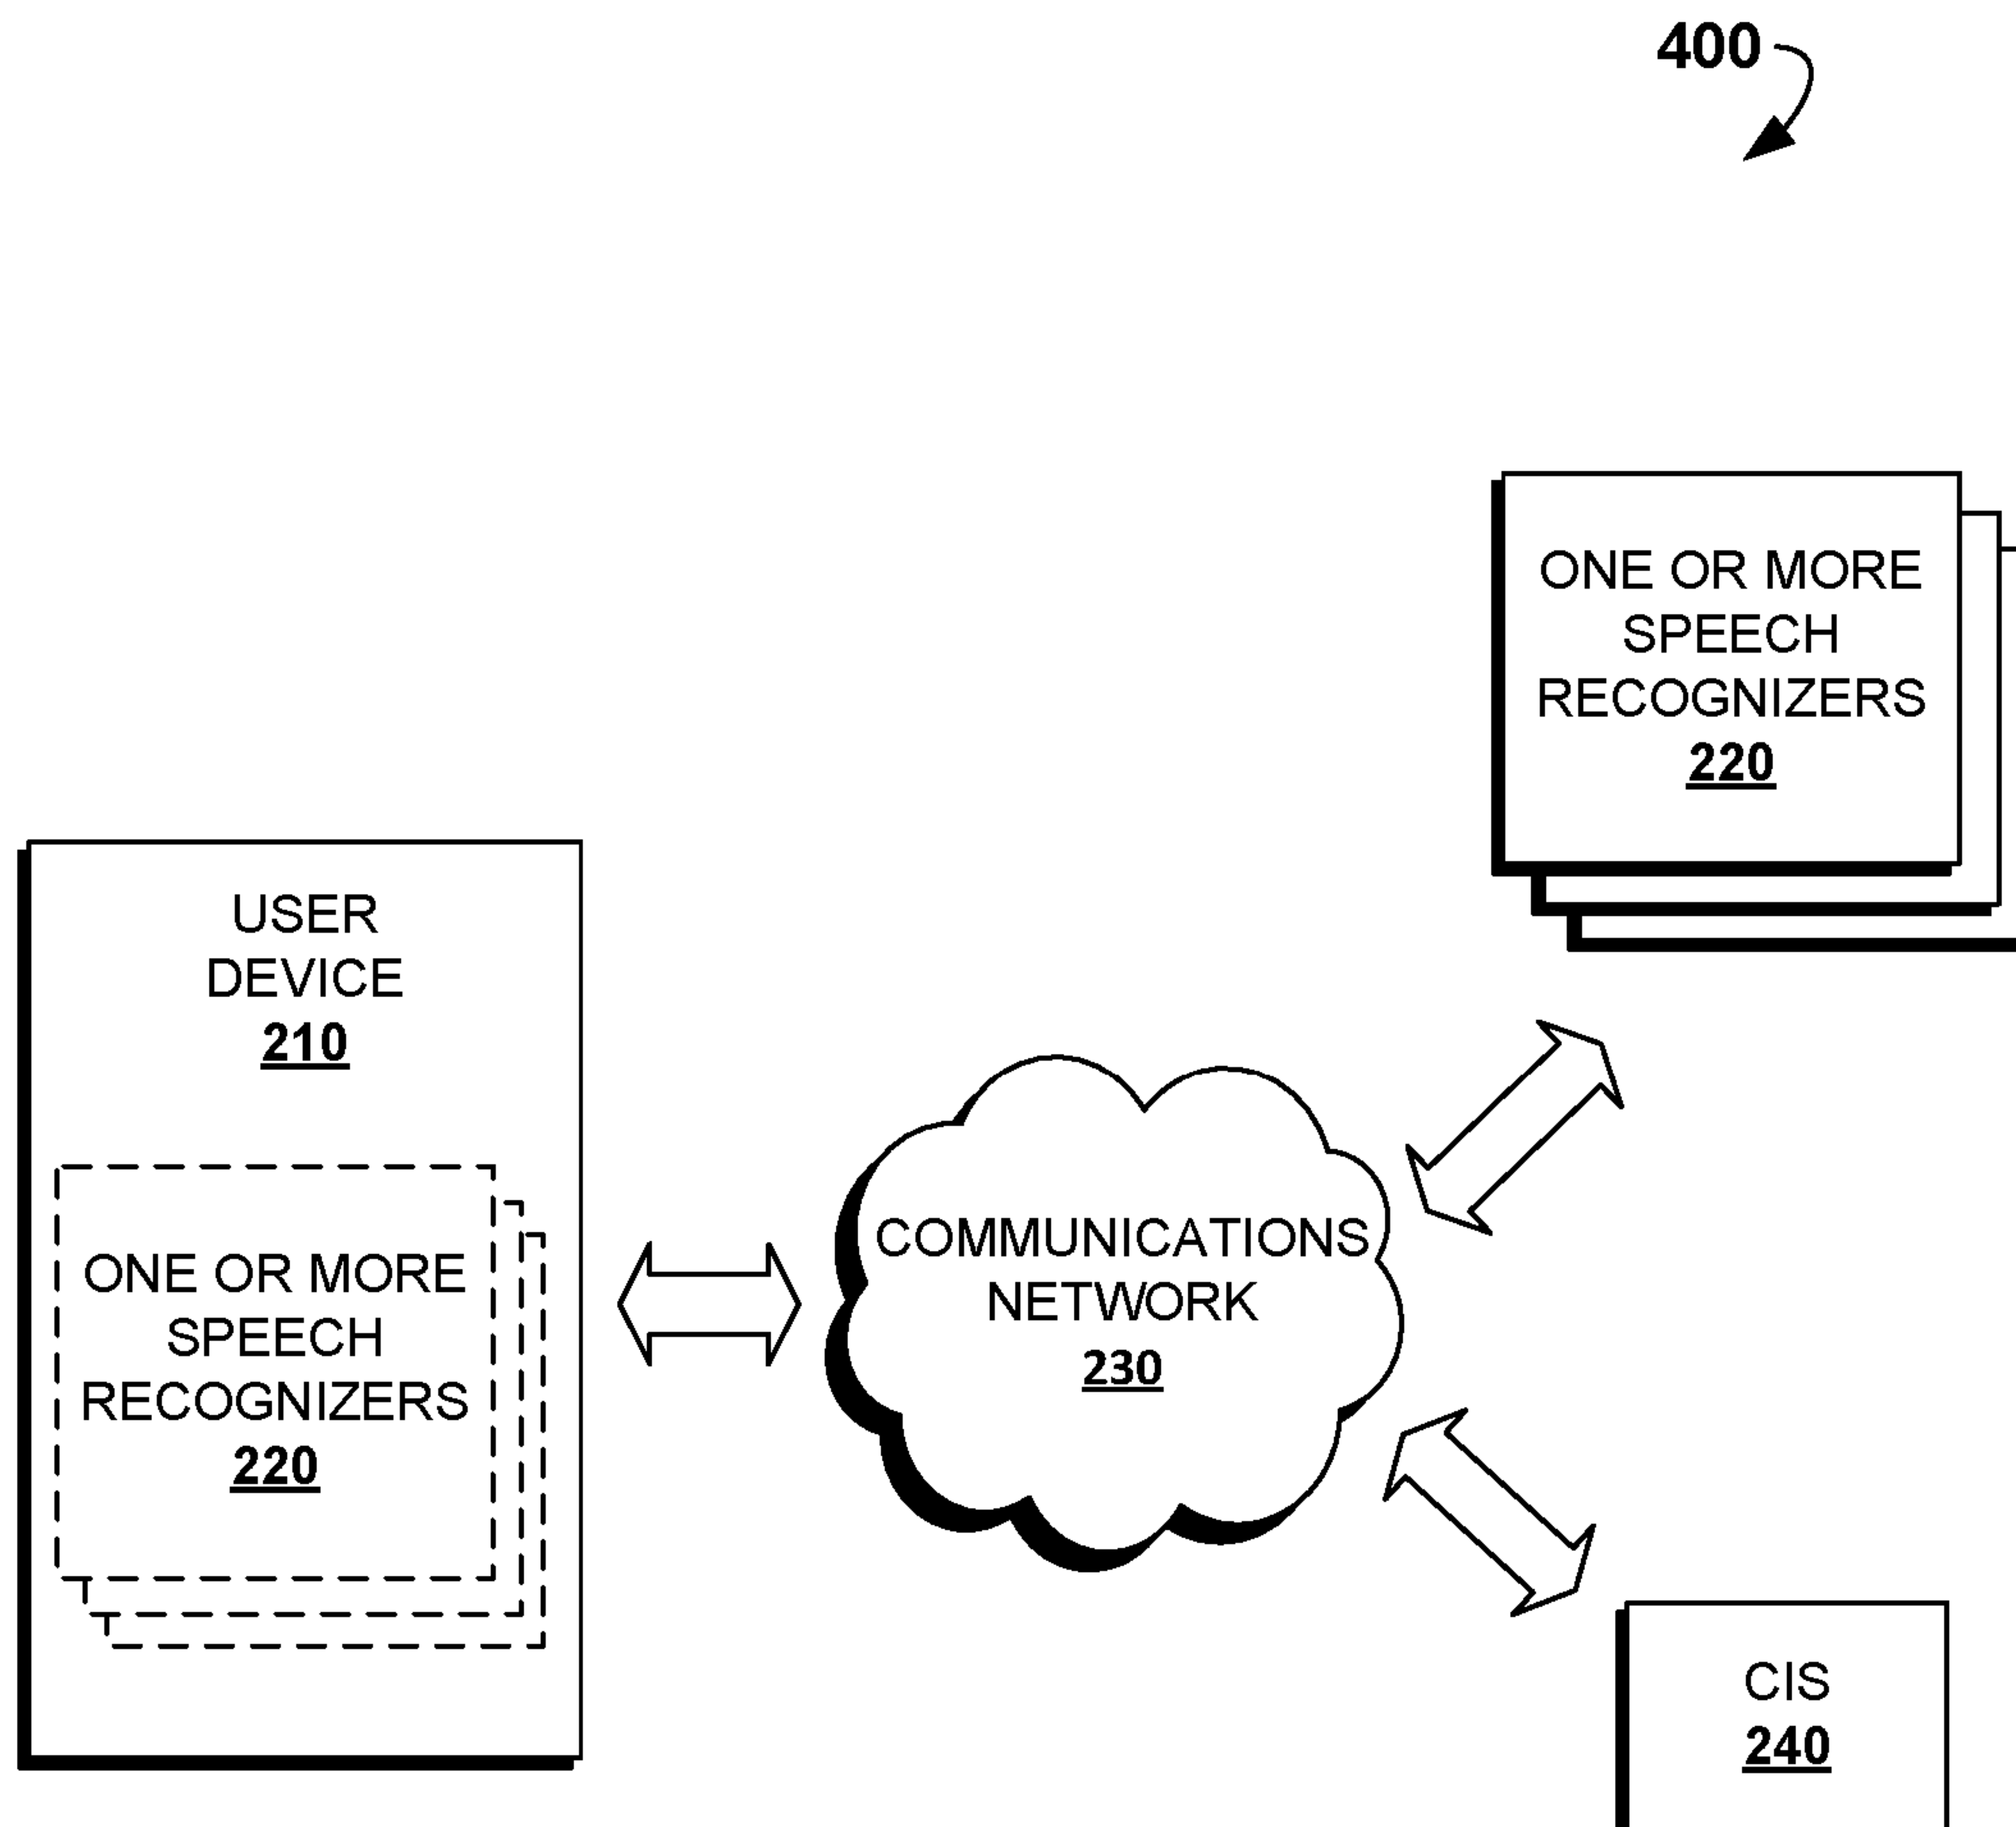 400
ONE OR MORE
SPEECH
RECOGNIZERS
220
USER
DEVICE
210
ONE OR MORE
SPEECH
RECOGNIZERS
220
COMMUNICATIONS
NETWORK
230
CIS
240